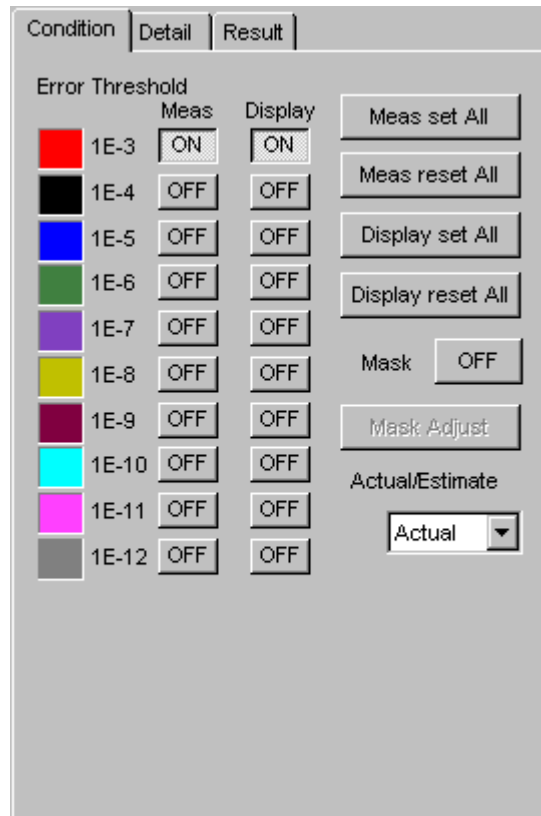 Condition Detail Result
Error Threshold
Meas Display
1E-3 ON ON
1E-4 OFF OFF
1E-5 OFF OFF
1E-6 OFF OFF
1E-7 OFF OFF
1E-8 OFF OFF
1E-9 OFF OFF
1E-10 OFF OFF
1E-11 OFF OFF
1E-12 OFF OFF
Meas set All
Meas reset All
Display set All
Display reset All
Mask OFF
Mask Adjust
Actual/Estimate
Actual